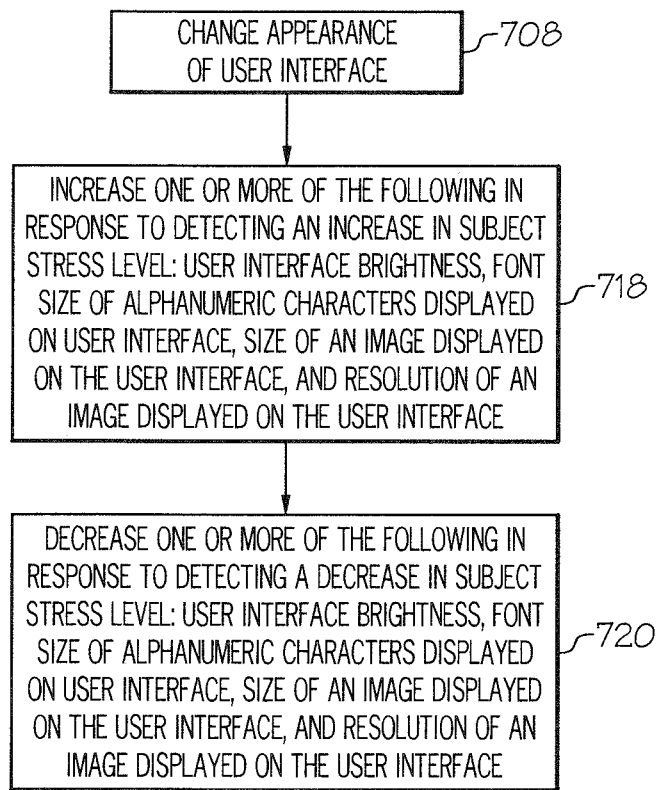 CHANGE APPEARANCE
OF USER INTERFACE
708
INCREASE ONE OR MORE OF THE FOLLOWING IN
RESPONSE TO DETECTING AN INCREASE IN SUBJECT
STRESS LEVEL: USER INTERFACE BRIGHTNESS, FONT
SIZE OF ALPHANUMERIC CHARACTERS DISPLAYED
ON USER INTERFACE, SIZE OF AN IMAGE DISPLAYED
ON THE USER INTERFACE, AND RESOLUTION OF AN
IMAGE DISPLAYED ON THE USER INTERFACE
718
DECREASE ONE OR MORE OF THE FOLLOWING IN
RESPONSE TO DETECTING A DECREASE IN SUBJECT
STRESS LEVEL: USER INTERFACE BRIGHTNESS, FONT
SIZE OF ALPHANUMERIC CHARACTERS DISPLAYED
ON USER INTERFACE, SIZE OF AN IMAGE DISPLAYED
ON THE USER INTERFACE, AND RESOLUTION OF AN
IMAGE DISPLAYED ON THE USER INTERFACE
720